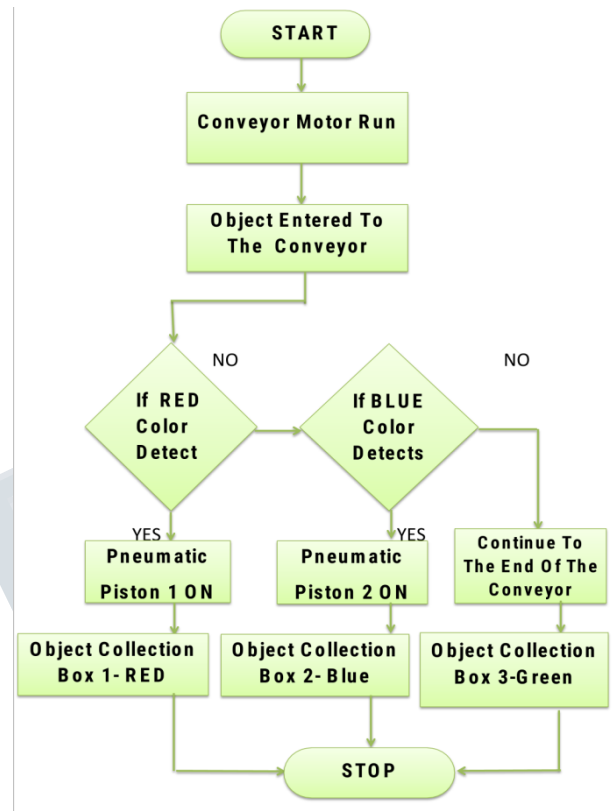 START
Conveyor Motor Run
Object Entered To
The Conveyor
NO
NO
If RED
Color
Detect
If BLUE
Color
Detects
YES
YES
Pneumatic
Piston 1 ON
Pneumatic
Piston 2 ON
Continue To
The End Of The
Conveyor
Object Collection
Box 1- RED
Object Collection
Box 2- Blue
Object Collection
Box 3-Green
STOP